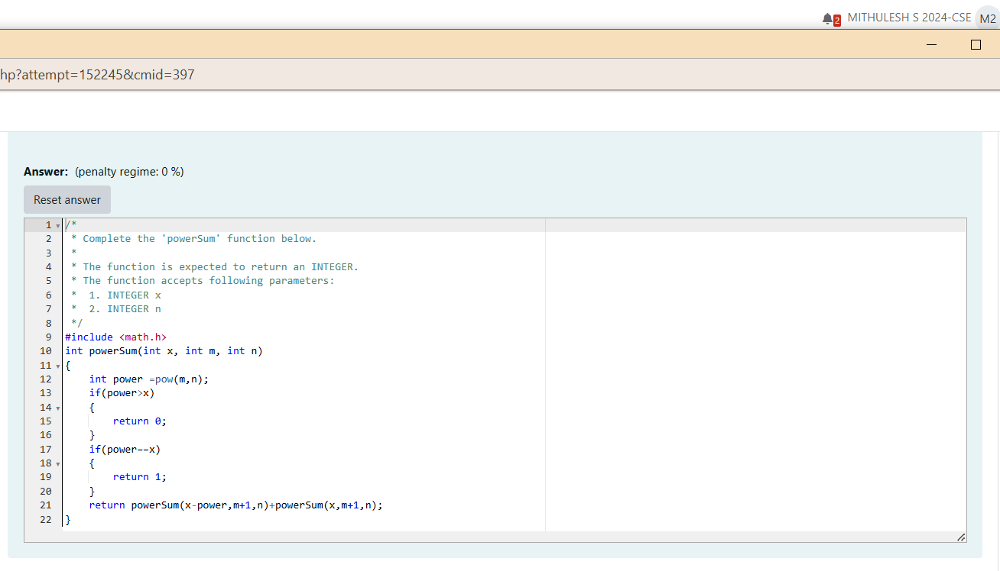 2 MITHULESH S 2024-CSE M2
hp?attempt=152245&cmid=397
Answer: (penalty regime: 0 %)
Reset answer
1 /*
2  * Complete the 'powerSum' function below.
3  *
4  * The function is expected to return an INTEGER.
5  * The function accepts following parameters:
6  *  1. INTEGER x
7  *  2. INTEGER n
8  */
9 #include <math.h>
10 int powerSum(int x, int m, int n)
11 {
12     int power =pow(m,n);
13     if(power>x)
14     {
15         return 0;
16     }
17     if(power==x)
18     {
19         return 1;
20     }
21     return powerSum(x-power,m+1,n)+powerSum(x,m+1,n);
22 }